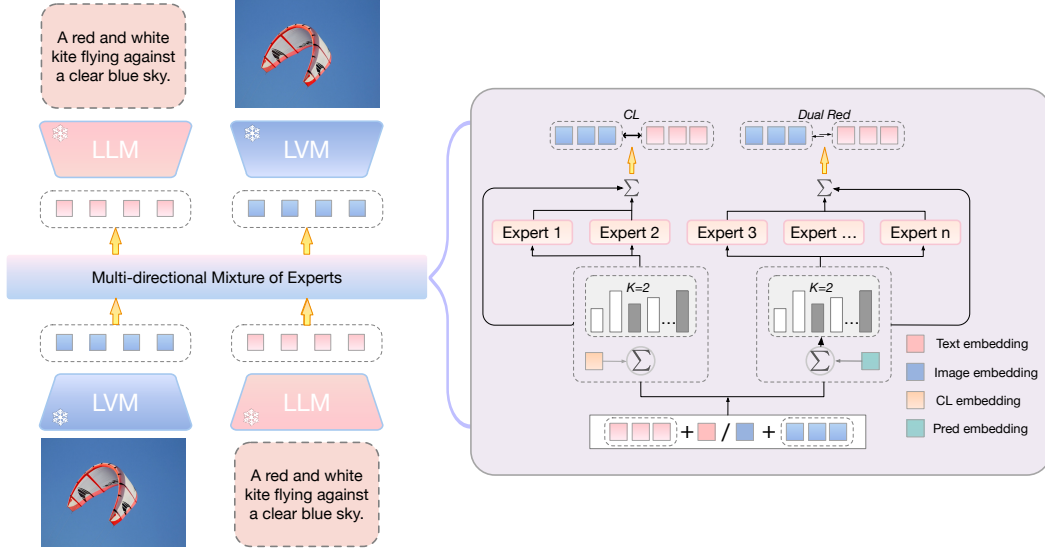 A red and white
kite flying against
a clear blue sky.
LLM
LVM
Multi-directional Mixture of Experts
LVM
LLM
A red and white
kite flying against
a clear blue sky.
CL
Dual Red
Σ
Σ
Expert 1
Expert 2
Expert 3
Expert ...
Expert n
K=2
...
K=2
...
Σ
Σ
+ / +
Text embedding
Image embedding
CL embedding
Pred embedding